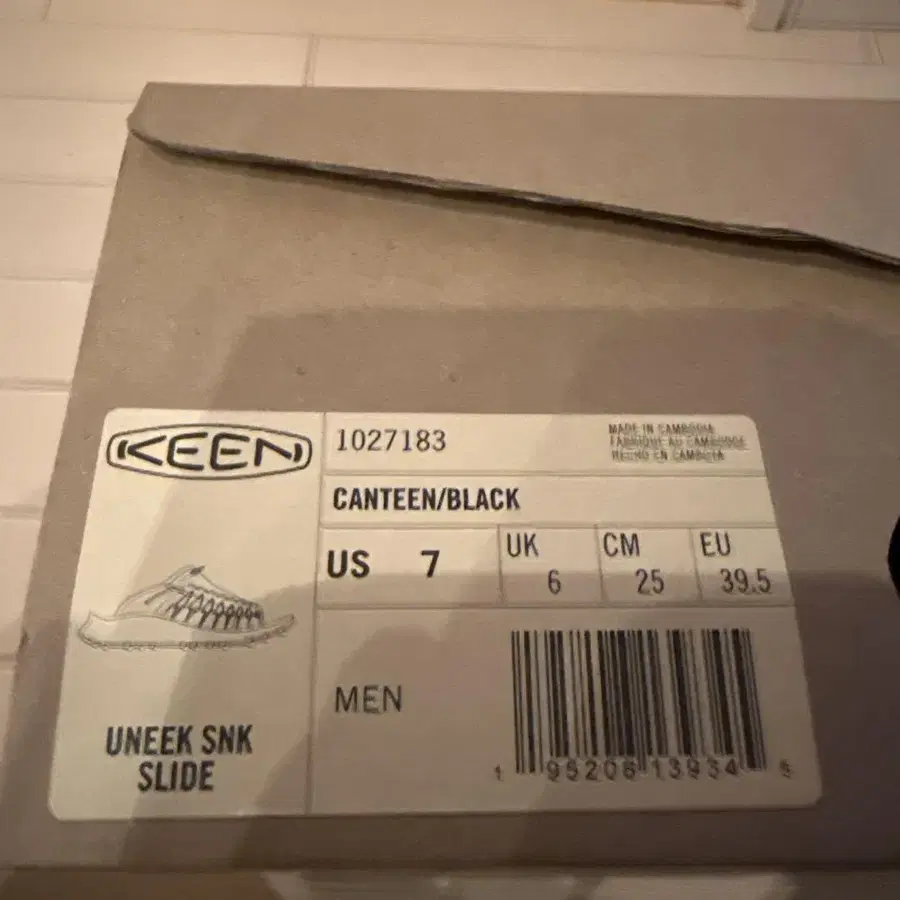 KEEN
1027183
MADE IN CAMBODIA
FABRIQUÉ AU CAMBODGE
HECHO EN CAMBOYA
CANTEEN/BLACK
US 7
UK 6
CM 25
EU 39.5
MEN
UNEEK SNK
SLIDE
1 95206 13934 5